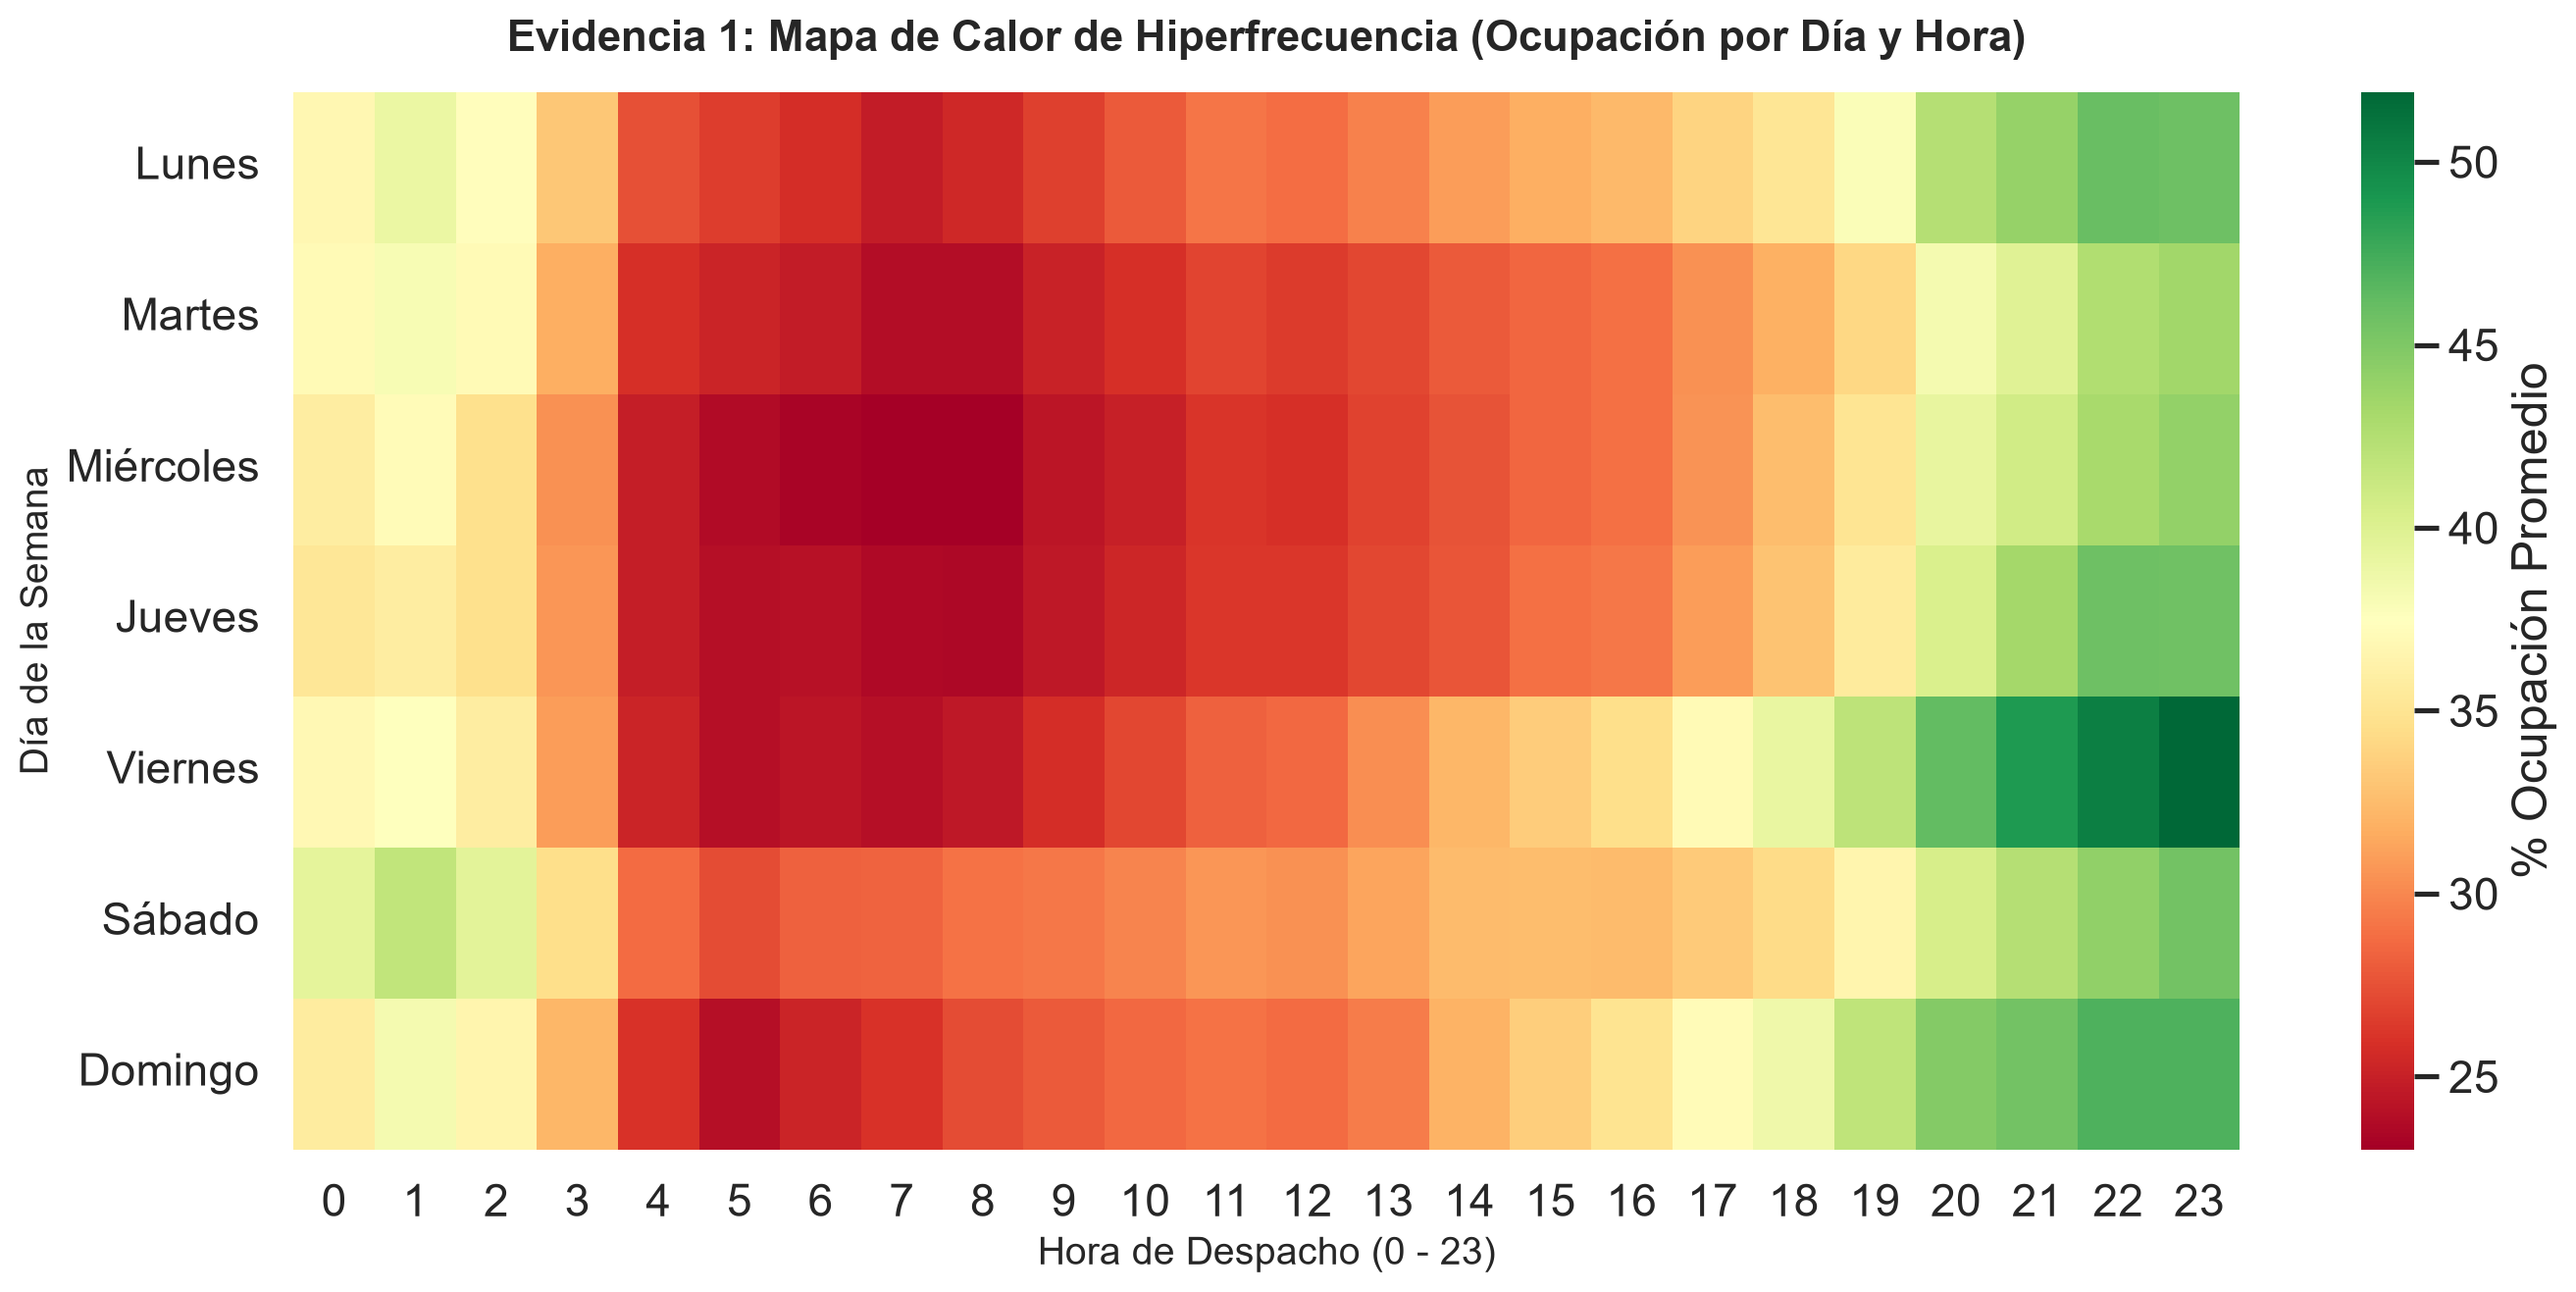 Evidencia 1: Mapa de Calor de Hiperfrecuencia (Ocupación por Día y Hora)
Día de la Semana
Lunes
Martes
Miércoles
Jueves
Viernes
Sábado
Domingo
0 1 2 3 4 5 6 7 8 9 10 11 12 13 14 15 16 17 18 19 20 21 22 23
Hora de Despacho (0 - 23)
50
45
40
35
30
25
% Ocupación Promedio